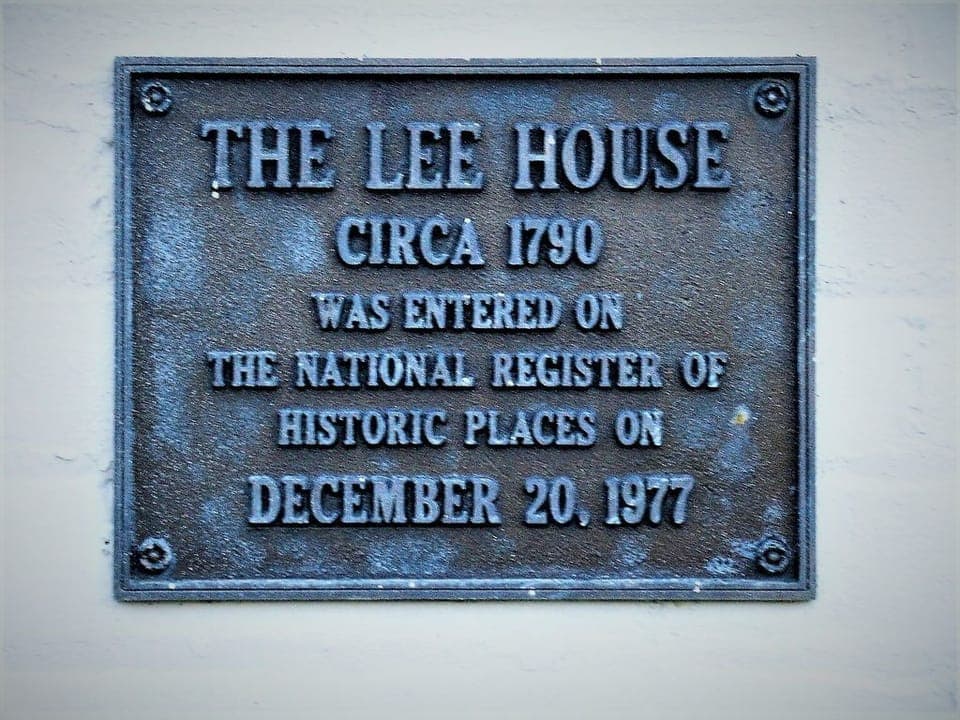 THE LEE HOUSE
CIRCA 1790
WAS ENTERED ON
THE NATIONAL REGISTER OF
HISTORIC PLACES ON
DECEMBER 20, 1977